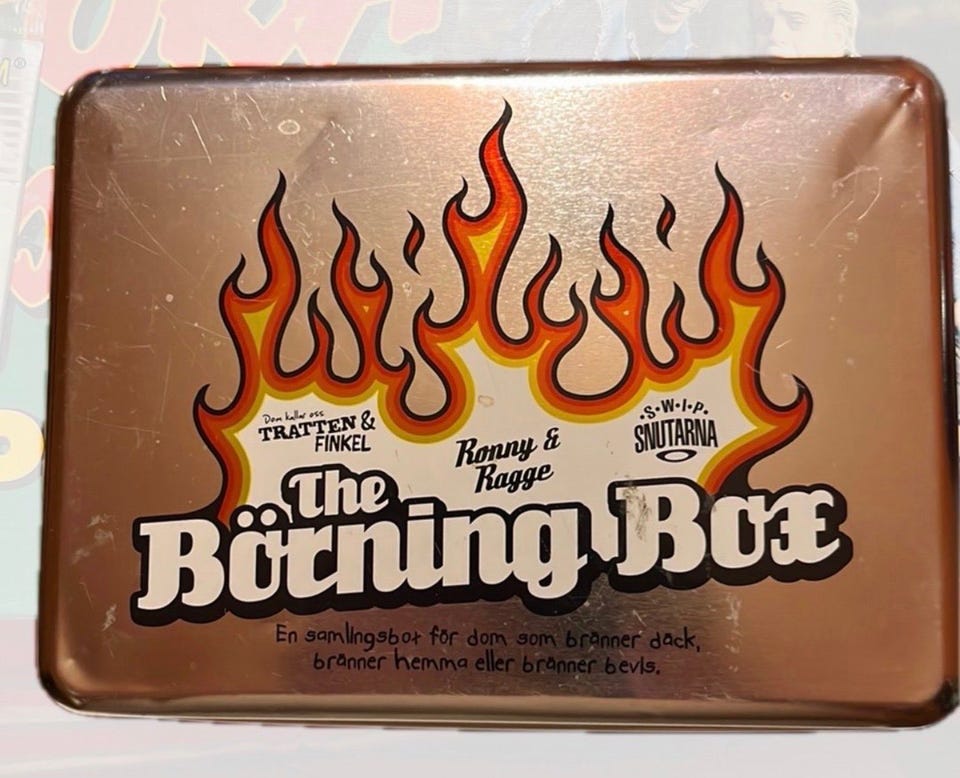 Dom kallar oss
TRATTEN &
FINKEL
Ronny &
Ragge
·S·W·I·P·
SNUTARNA
The
Börning Box
En samlingsbox för dom som bränner däck,
bränner hemma eller bränner bevis.